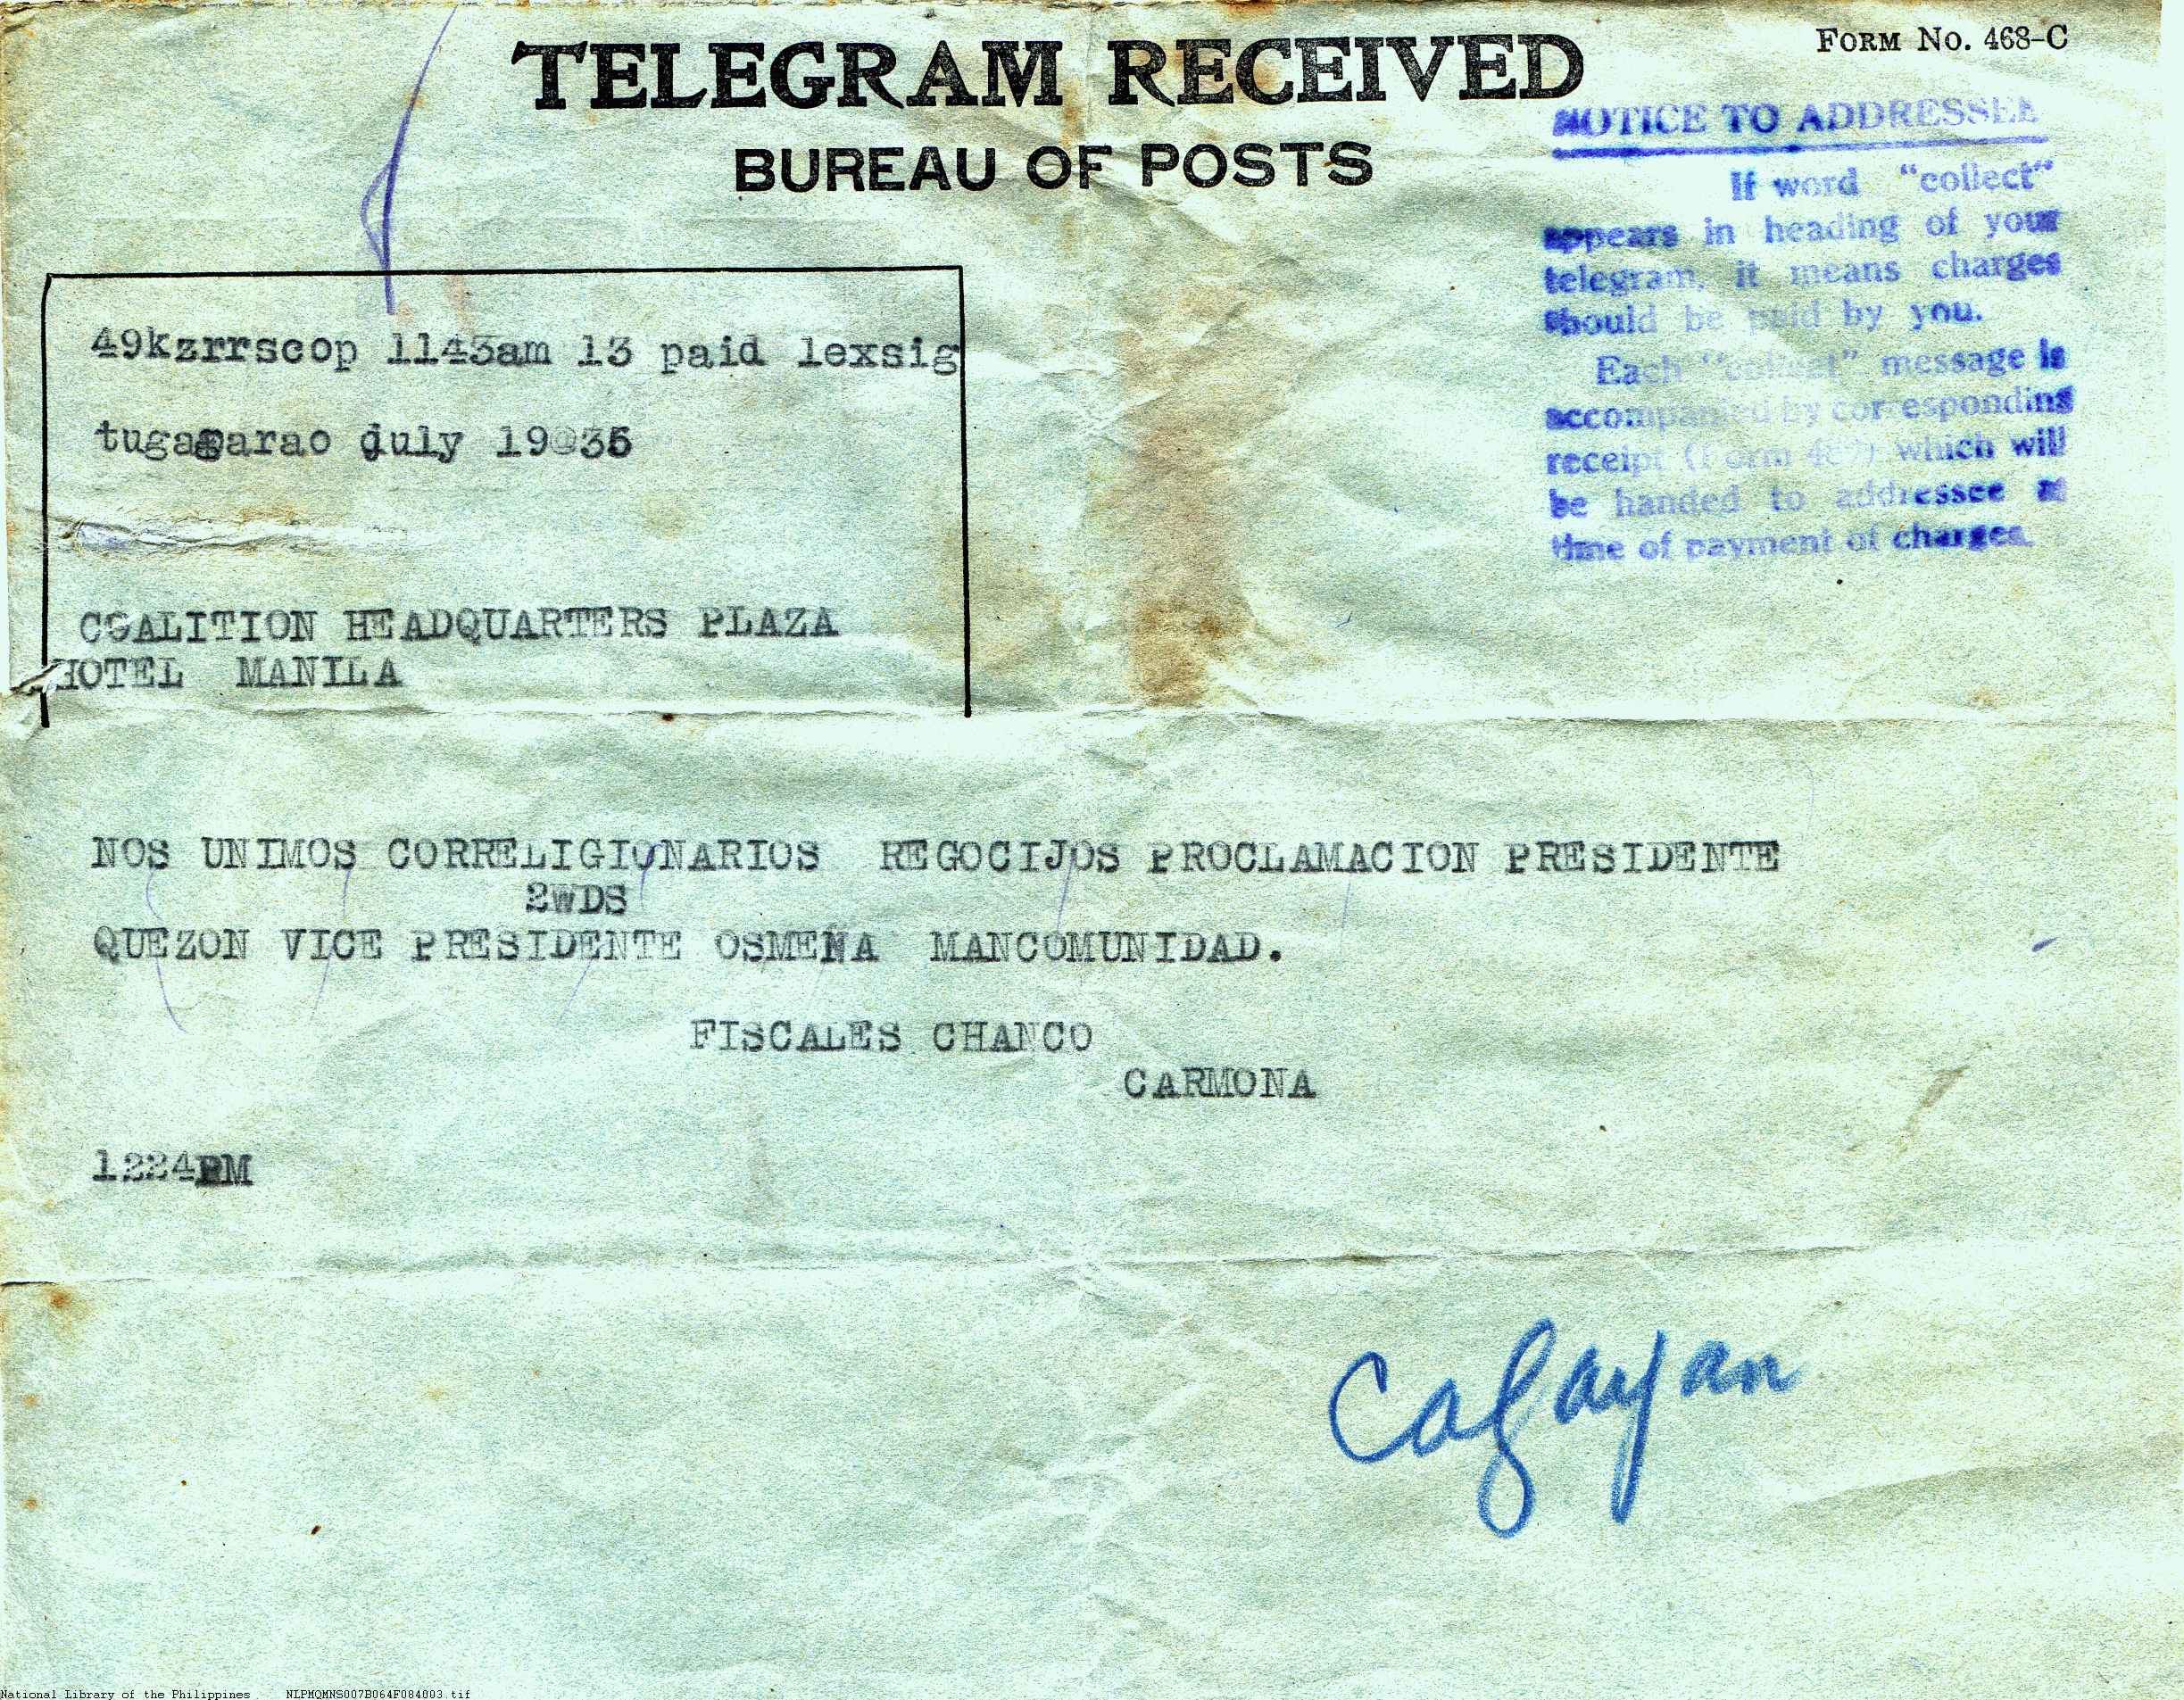 FORM NO. 468-C
TELEGRAM RECEIVED
BUREAU OF POSTS
NOTICE TO ADDRESSEE
If word "collect"
appears in heading of your
telegram, it means charges
should be paid by you.
Each "collect" message is
accompanied by corresponding
receipt (Form 469) which will
be handed to addressee at
time of payment of charges.
49kzrrscop 1143am 13 paid lexsig
tugagarao july 19 35
COALITION HEADQUARTERS PLAZA
HOTEL MANILA
NOS UNIMOS CORRELIGIONARIOS REGOCIJOS PROCLAMACION PRESIDENTE
2WDS
QUEZON VICE PRESIDENTE OSMEÑA MANCOMUNIDAD.
FISCALES CHANCO
CARMONA
1224PM
Cagayan
National Library of the Philippines NLPMQMNS007B064F084003.tif